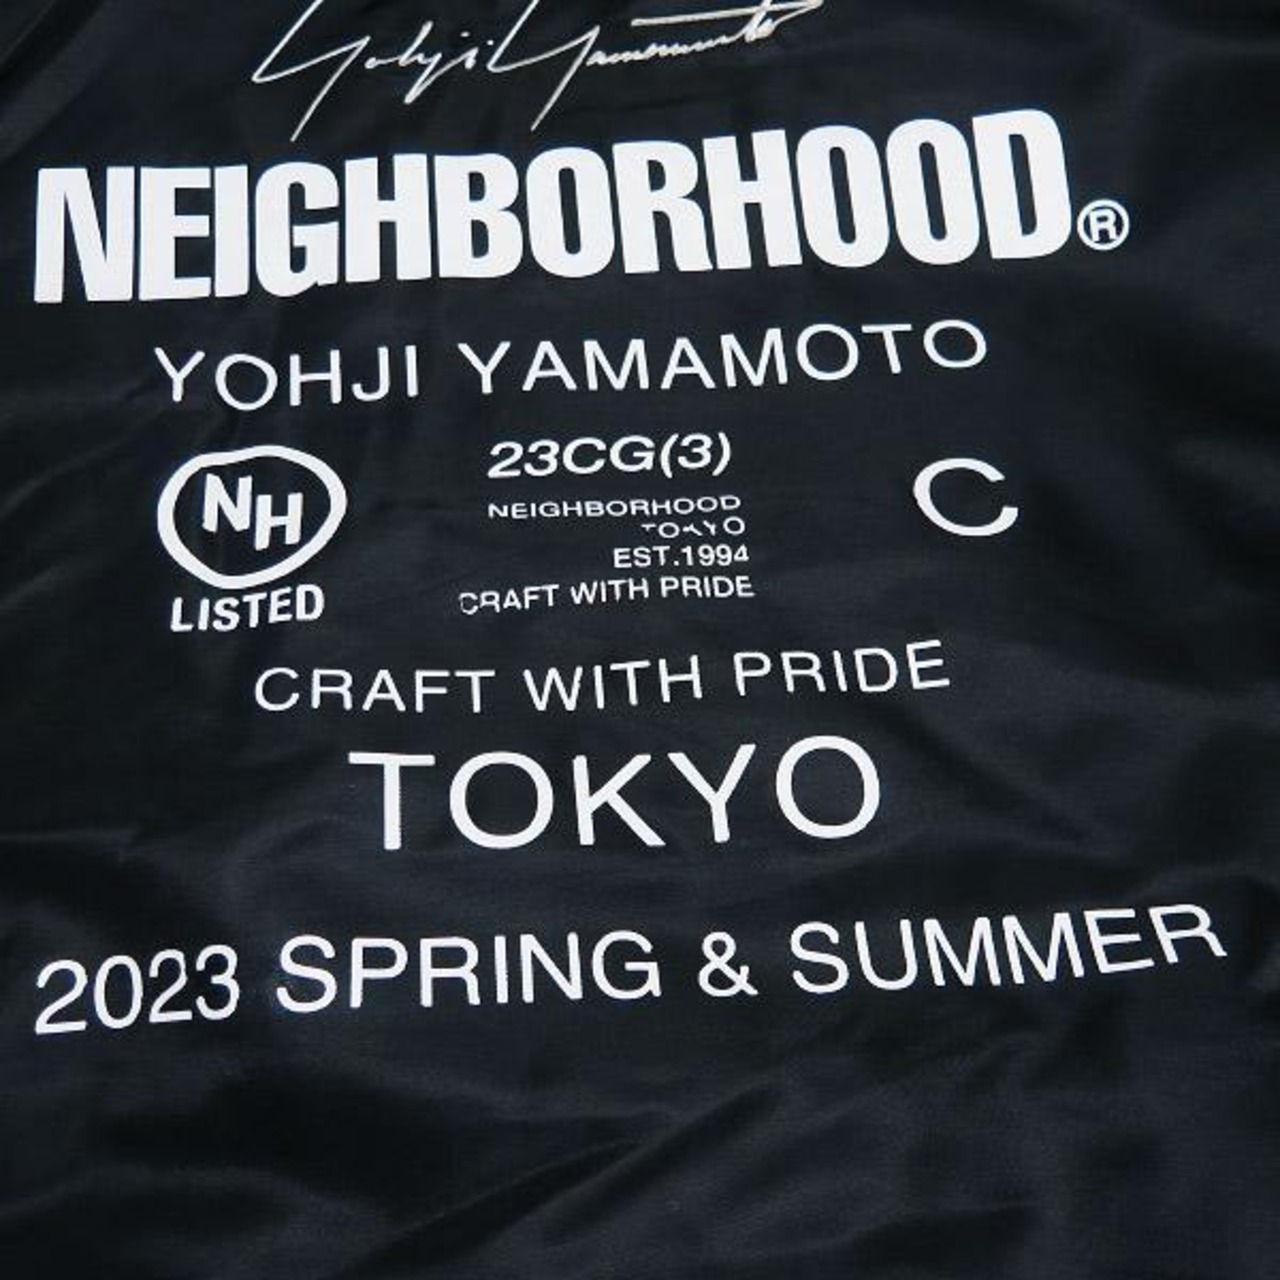 Yohji Yamamoto
NEIGHBORHOOD®
YOHJI YAMAMOTO
NH
LISTED
23CG(3)
NEIGHBORHOOD
TOKYO
EST.1994
CRAFT WITH PRIDE
C
CRAFT WITH PRIDE
TOKYO
2023 SPRING & SUMMER